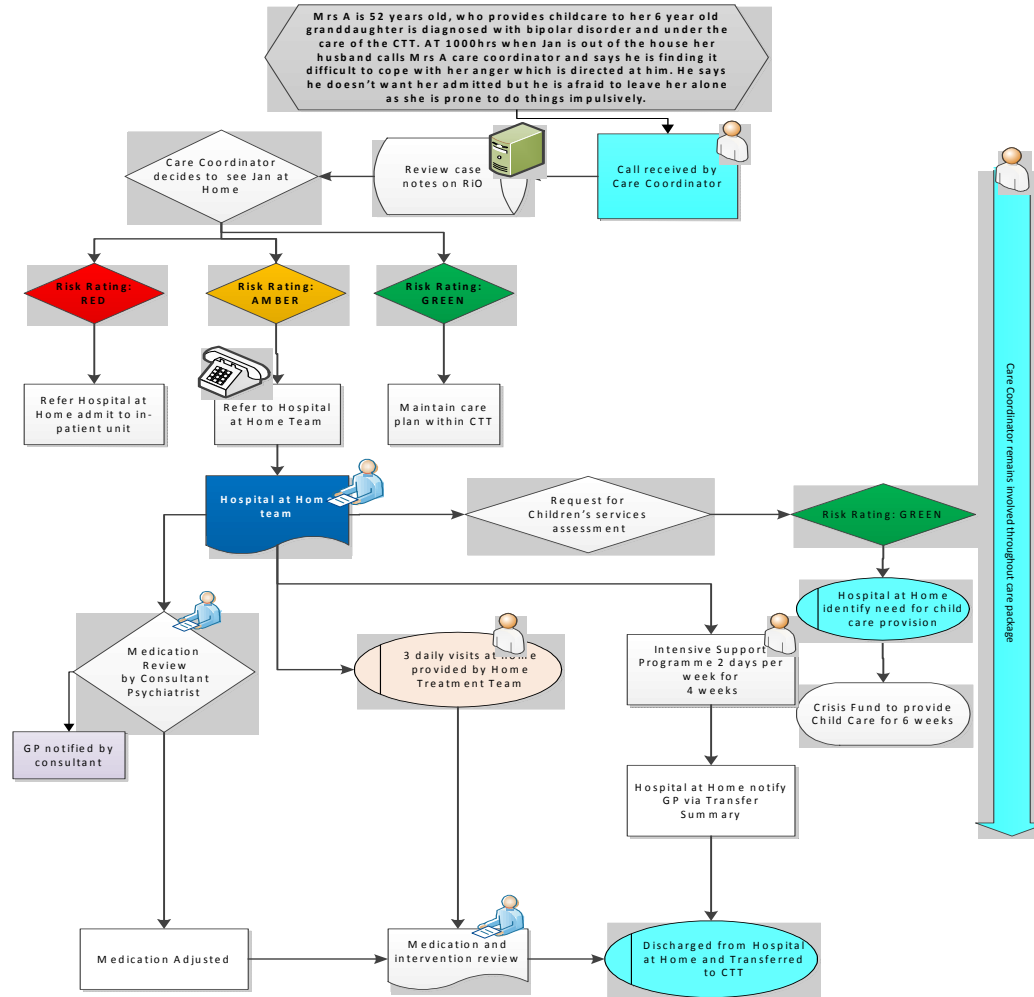 Mrs A is 52 years old, who provides childcare to her 6 year old
granddaughter is diagnosed with bipolar disorder and under the
care of the CTT. AT 1000hrs when Jan is out of the house her
husband calls Mrs A care coordinator and says he is finding it
difficult to cope with her anger which is directed at him. He says
he doesn't want her admitted but he is afraid to leave her alone
as she is prone to do things impulsively.
Care Coordinator
decides to see Jan at
Home
Review case
notes on RiO
Call received by
Care Coordinator
Risk Rating:
RED
Risk Rating:
AMBER
Risk Rating:
GREEN
Refer Hospital at
Home admit to in-
patient unit
Refer to Hospital
at Home Team
Maintain care
plan within CTT
Hospital at Home
team
Request for
Children's services
assessment
Risk Rating: GREEN
Hospital at Home
identify need for child
care provision
Crisis Fund to provide
Child Care for 6 weeks
Care Coordinator remains involved throughout care package
Medication
Review
by Consultant
Psychiatrist
3 daily visits at home
provided by Home
Treatment Team
Intensive Support
Programme 2 days per
week for
4 weeks
GP notified by
consultant
Hospital at Home notify
GP via Transfer
Summary
Medication Adjusted
Medication and
intervention review
Discharged from Hospital
at Home and Transferred
to CTT